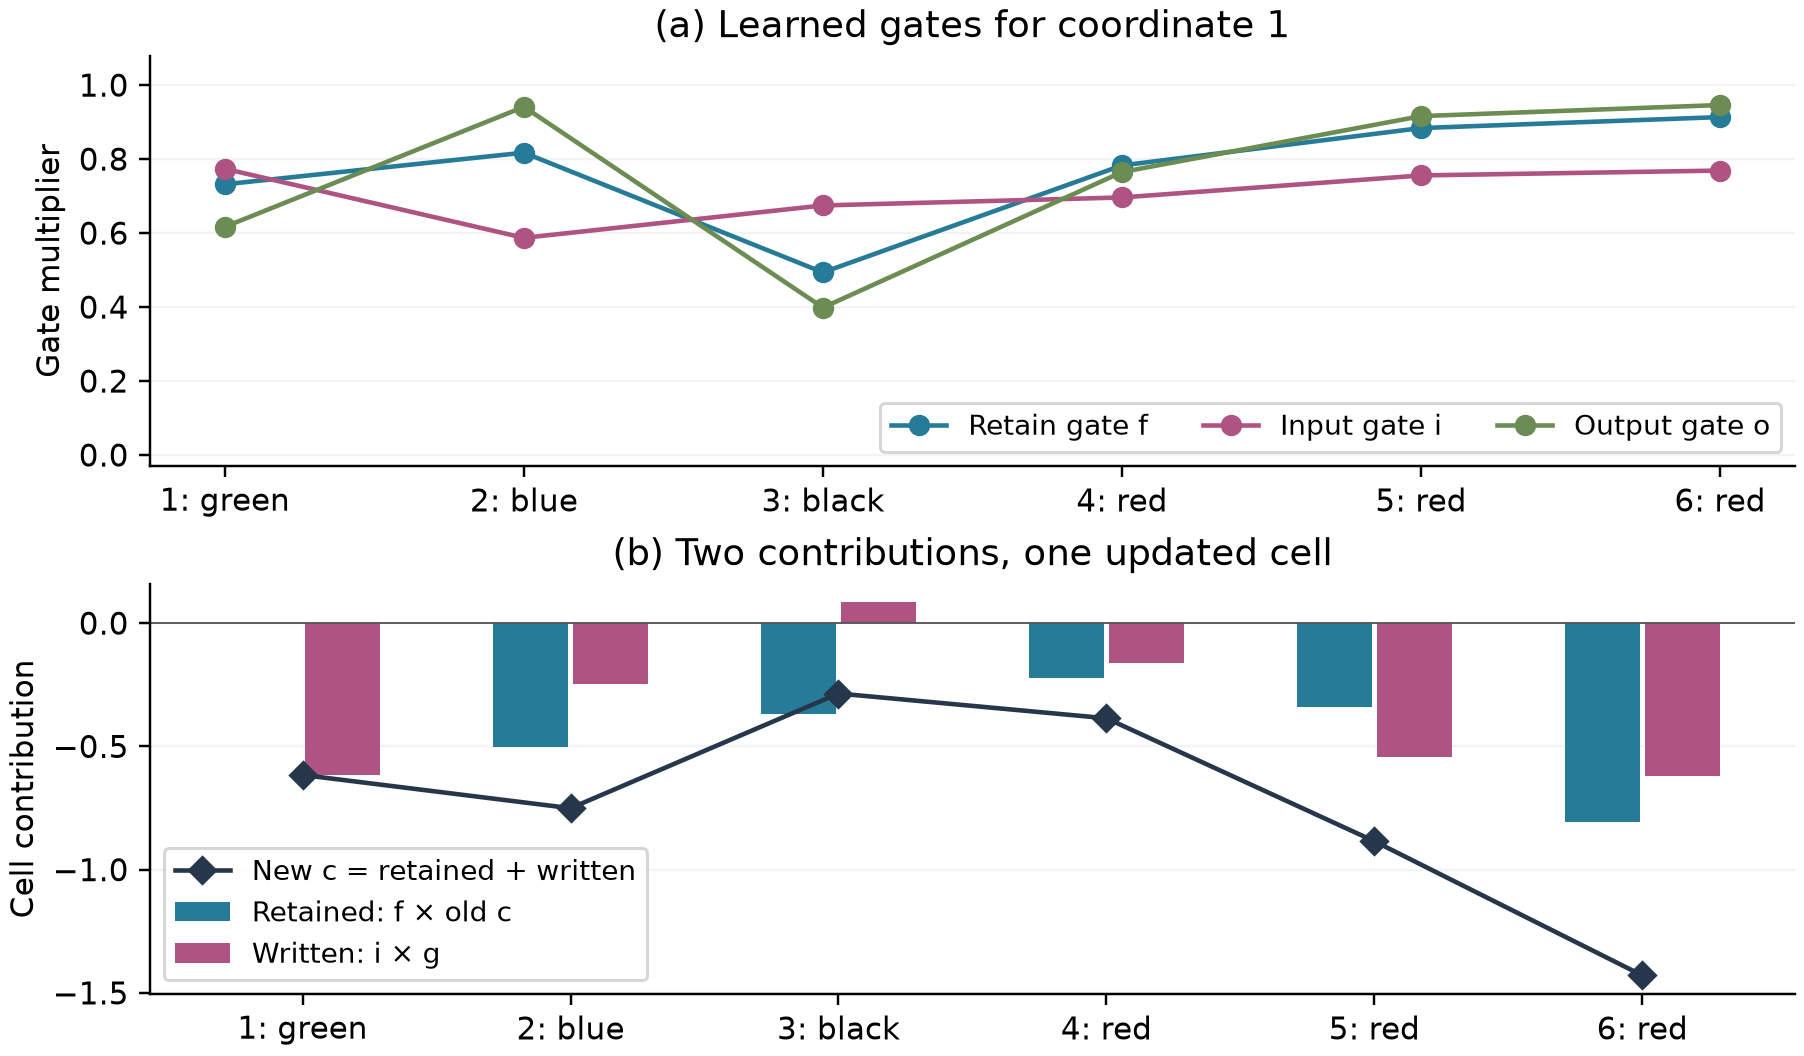 (a) Learned gates for coordinate 1
Gate multiplier
1.0
0.8
0.6
0.4
0.2
0.0
Retain gate f Input gate i Output gate o
1: green 2: blue 3: black 4: red 5: red 6: red
(b) Two contributions, one updated cell
Cell contribution
0.0
−0.5
−1.0
−1.5
New c = retained + written
Retained: f × old c
Written: i × g
1: green 2: blue 3: black 4: red 5: red 6: red